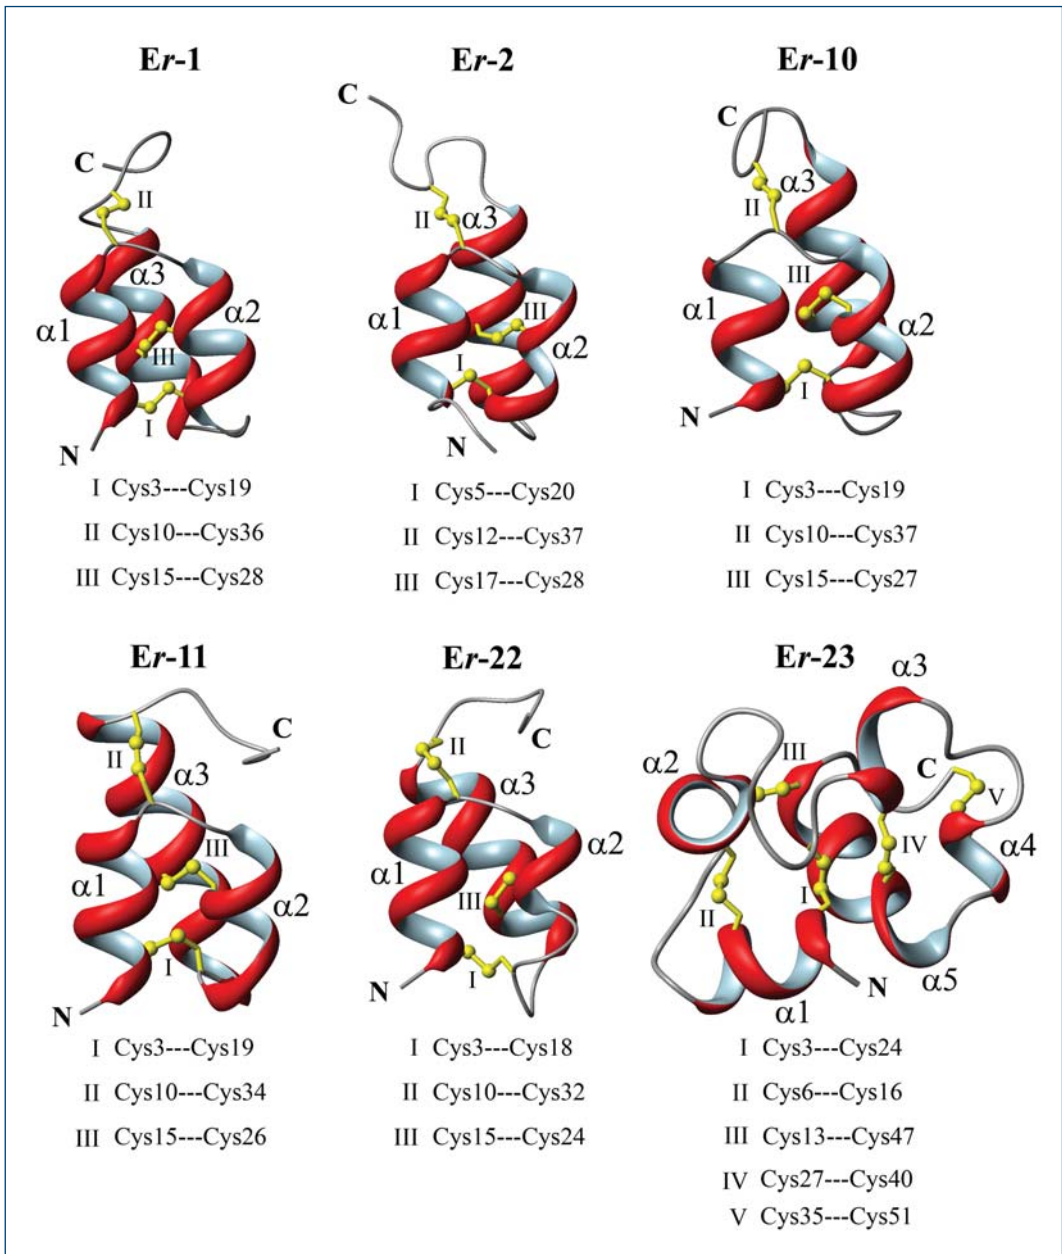 Er-1
Er-2
Er-10
C
II
α3
α1
α2
III
I
N
C
II
α3
α1
III
α2
I
N
C
α3
II
III
α1
α2
I
N
I Cys3---Cys19
II Cys10---Cys36
III Cys15---Cys28
I Cys5---Cys20
II Cys12---Cys37
III Cys17---Cys28
I Cys3---Cys19
II Cys10---Cys37
III Cys15---Cys27
Er-11
Er-22
Er-23
C
II
α3
III
α1
α2
I
N
II
C
α3
α2
α1
III
I
N
α3
α2
III
C
V
α4
IV
I
II
α5
N
α1
I Cys3---Cys19
II Cys10---Cys34
III Cys15---Cys26
I Cys3---Cys18
II Cys10---Cys32
III Cys15---Cys24
I Cys3---Cys24
II Cys6---Cys16
III Cys13---Cys47
IV Cys27---Cys40
V Cys35---Cys51